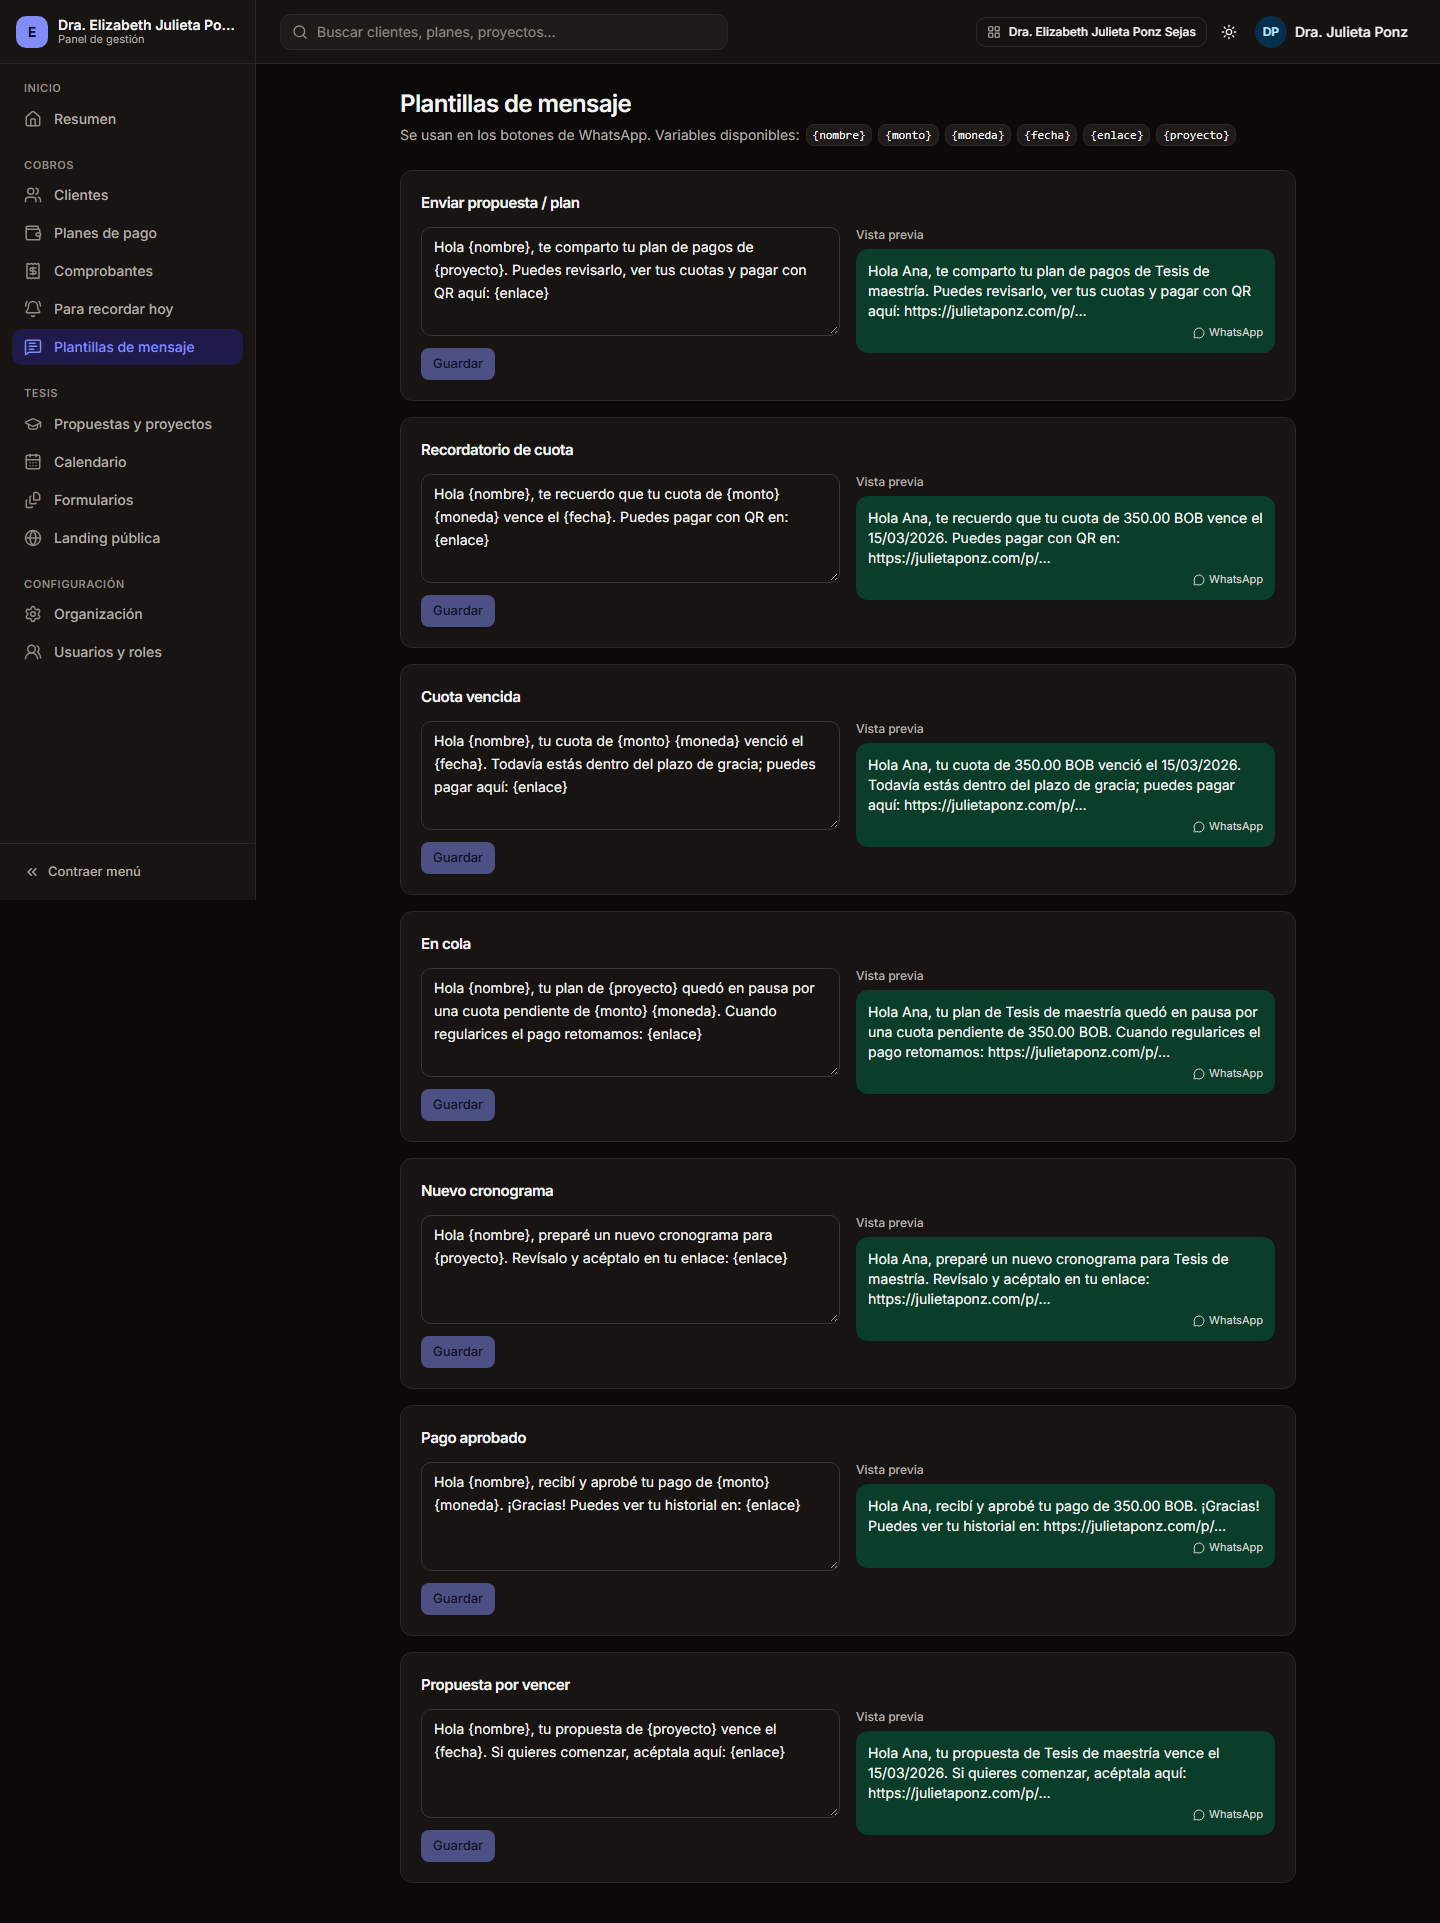 E
Dra. Elizabeth Julieta Po...
Panel de gestión
Buscar clientes, planes, proyectos...
Dra. Elizabeth Julieta Ponz Sejas
DP
Dra. Julieta Ponz
INICIO
Resumen
COBROS
Clientes
Planes de pago
Comprobantes
Para recordar hoy
Plantillas de mensaje
TESIS
Propuestas y proyectos
Calendario
Formularios
Landing pública
CONFIGURACIÓN
Organización
Usuarios y roles
Contraer menú
Plantillas de mensaje
Se usan en los botones de WhatsApp. Variables disponibles: {nombre} {monto} {moneda} {fecha} {enlace} {proyecto}
Enviar propuesta / plan
Hola {nombre}, te comparto tu plan de pagos de
{proyecto}. Puedes revisarlo, ver tus cuotas y pagar con
QR aquí: {enlace}
Guardar
Vista previa
Hola Ana, te comparto tu plan de pagos de Tesis de
maestría. Puedes revisarlo, ver tus cuotas y pagar con QR
aquí: https://julietaponz.com/p/...
WhatsApp
Recordatorio de cuota
Hola {nombre}, te recuerdo que tu cuota de {monto}
{moneda} vence el {fecha}. Puedes pagar con QR en:
{enlace}
Guardar
Vista previa
Hola Ana, te recuerdo que tu cuota de 350.00 BOB vence el
15/03/2026. Puedes pagar con QR en:
https://julietaponz.com/p/...
WhatsApp
Cuota vencida
Hola {nombre}, tu cuota de {monto} {moneda} venció el
{fecha}. Todavía estás dentro del plazo de gracia; puedes
pagar aquí: {enlace}
Guardar
Vista previa
Hola Ana, tu cuota de 350.00 BOB venció el 15/03/2026.
Todavía estás dentro del plazo de gracia; puedes pagar
aquí: https://julietaponz.com/p/...
WhatsApp
En cola
Hola {nombre}, tu plan de {proyecto} quedó en pausa por
una cuota pendiente de {monto} {moneda}. Cuando
regularices el pago retomamos: {enlace}
Guardar
Vista previa
Hola Ana, tu plan de Tesis de maestría quedó en pausa por
una cuota pendiente de 350.00 BOB. Cuando regularices el
pago retomamos: https://julietaponz.com/p/...
WhatsApp
Nuevo cronograma
Hola {nombre}, preparé un nuevo cronograma para
{proyecto}. Revísalo y acéptalo en tu enlace: {enlace}
Guardar
Vista previa
Hola Ana, preparé un nuevo cronograma para Tesis de
maestría. Revísalo y acéptalo en tu enlace:
https://julietaponz.com/p/...
WhatsApp
Pago aprobado
Hola {nombre}, recibí y aprobé tu pago de {monto}
{moneda}. ¡Gracias! Puedes ver tu historial en: {enlace}
Guardar
Vista previa
Hola Ana, recibí y aprobé tu pago de 350.00 BOB. ¡Gracias!
Puedes ver tu historial en: https://julietaponz.com/p/...
WhatsApp
Propuesta por vencer
Hola {nombre}, tu propuesta de {proyecto} vence el
{fecha}. Si quieres comenzar, acéptala aquí: {enlace}
Guardar
Vista previa
Hola Ana, tu propuesta de Tesis de maestría vence el
15/03/2026. Si quieres comenzar, acéptala aquí:
https://julietaponz.com/p/...
WhatsApp